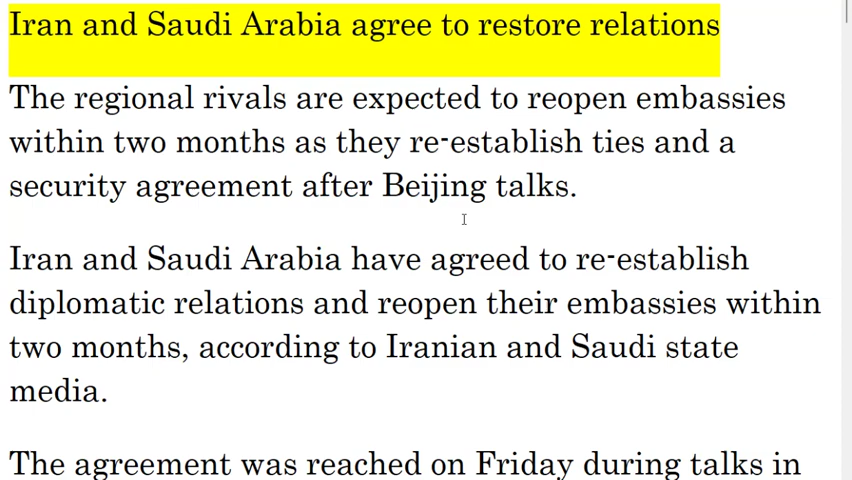 Iran and Saudi Arabia agree to restore relations
The regional rivals are expected to reopen embassies
within two months as they re-establish ties and a
security agreement after Beijing talks.
Iran and Saudi Arabia have agreed to re-establish
diplomatic relations and reopen their embassies within
two months, according to Iranian and Saudi state
media.
The agreement was reached on Friday during talks in